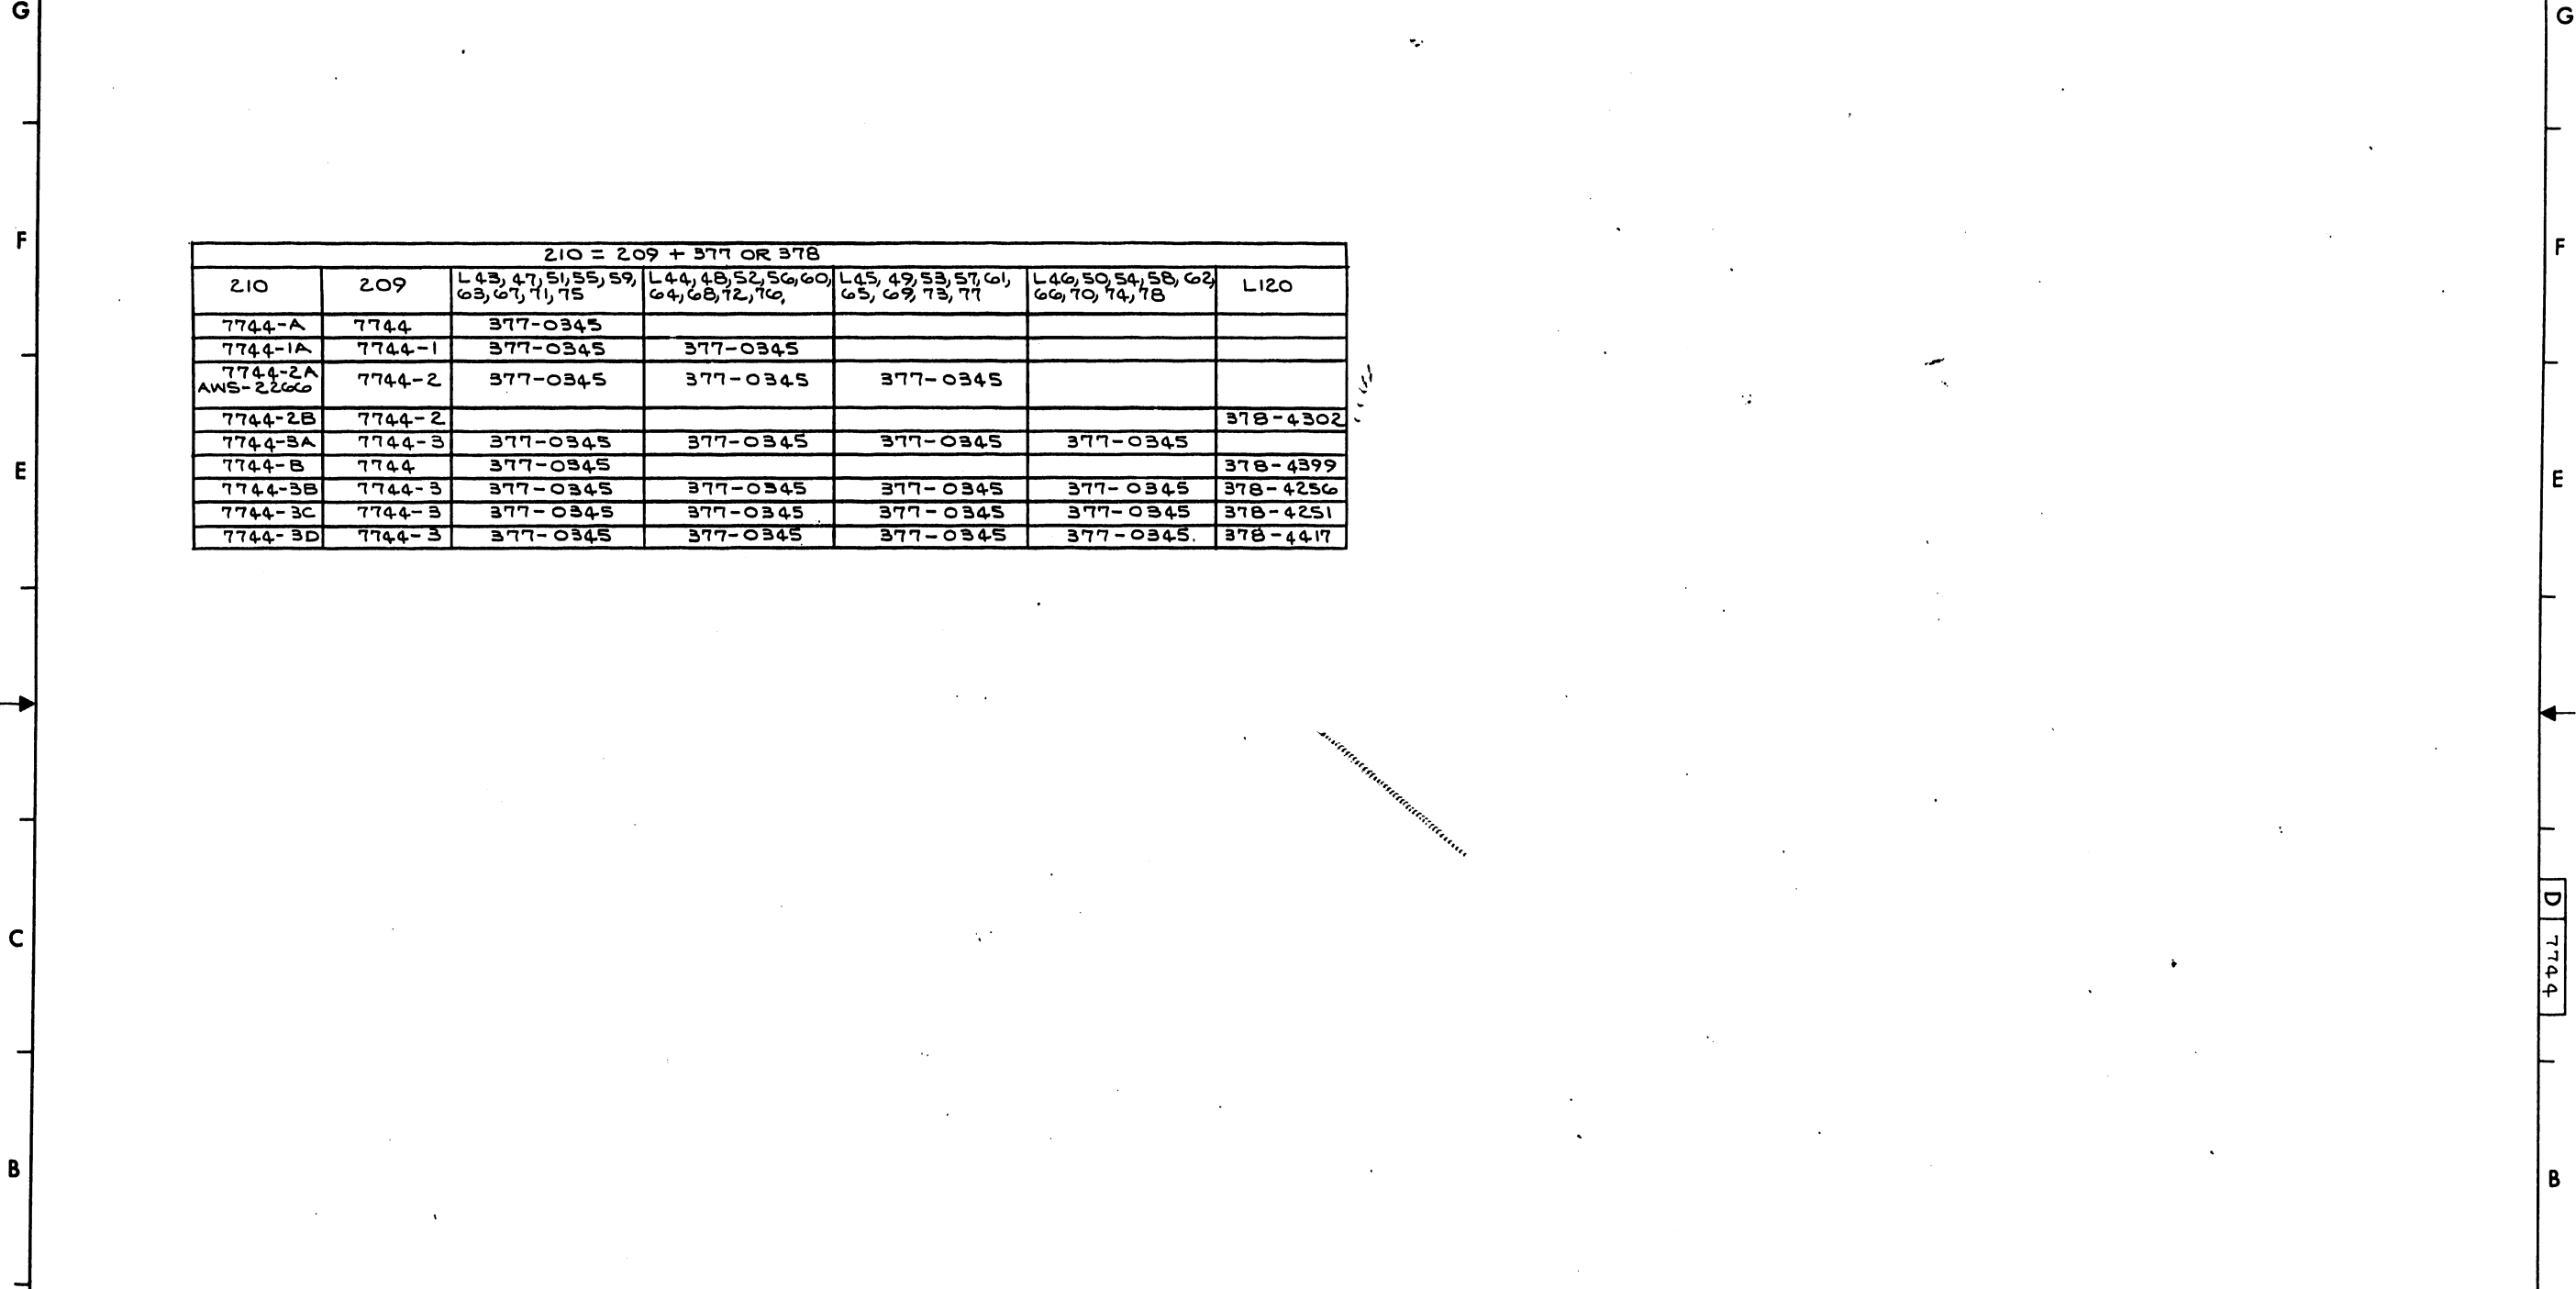 G G
F F
210 = 209 + 377 OR 378
210 209 L43, 47, 51, 55, 59, 63, 67, 71, 75 L44, 48, 52, 56, 60, 64, 68, 72, 76, L45, 49, 53, 57, 61, 65, 69, 73, 77 L46, 50, 54, 58, 62, 66, 70, 74, 78 L120
7744-A 7744 377-0345
7744-1A 7744-1 377-0345 377-0345
7744-2A AWS-2266 7744-2 377-0345 377-0345 377-0345
7744-2B 7744-2 378-4302
7744-3A 7744-3 377-0345 377-0345 377-0345 377-0345
7744-B 7744 377-0345 378-4399
7744-3B 7744-3 377-0345 377-0345 377-0345 377-0345 378-4256
7744-3C 7744-3 377-0345 377-0345 377-0345 377-0345 378-4251
7744-3D 7744-3 377-0345 377-0345 377-0345 377-0345. 378-4417
E E
D 7744
C
B B